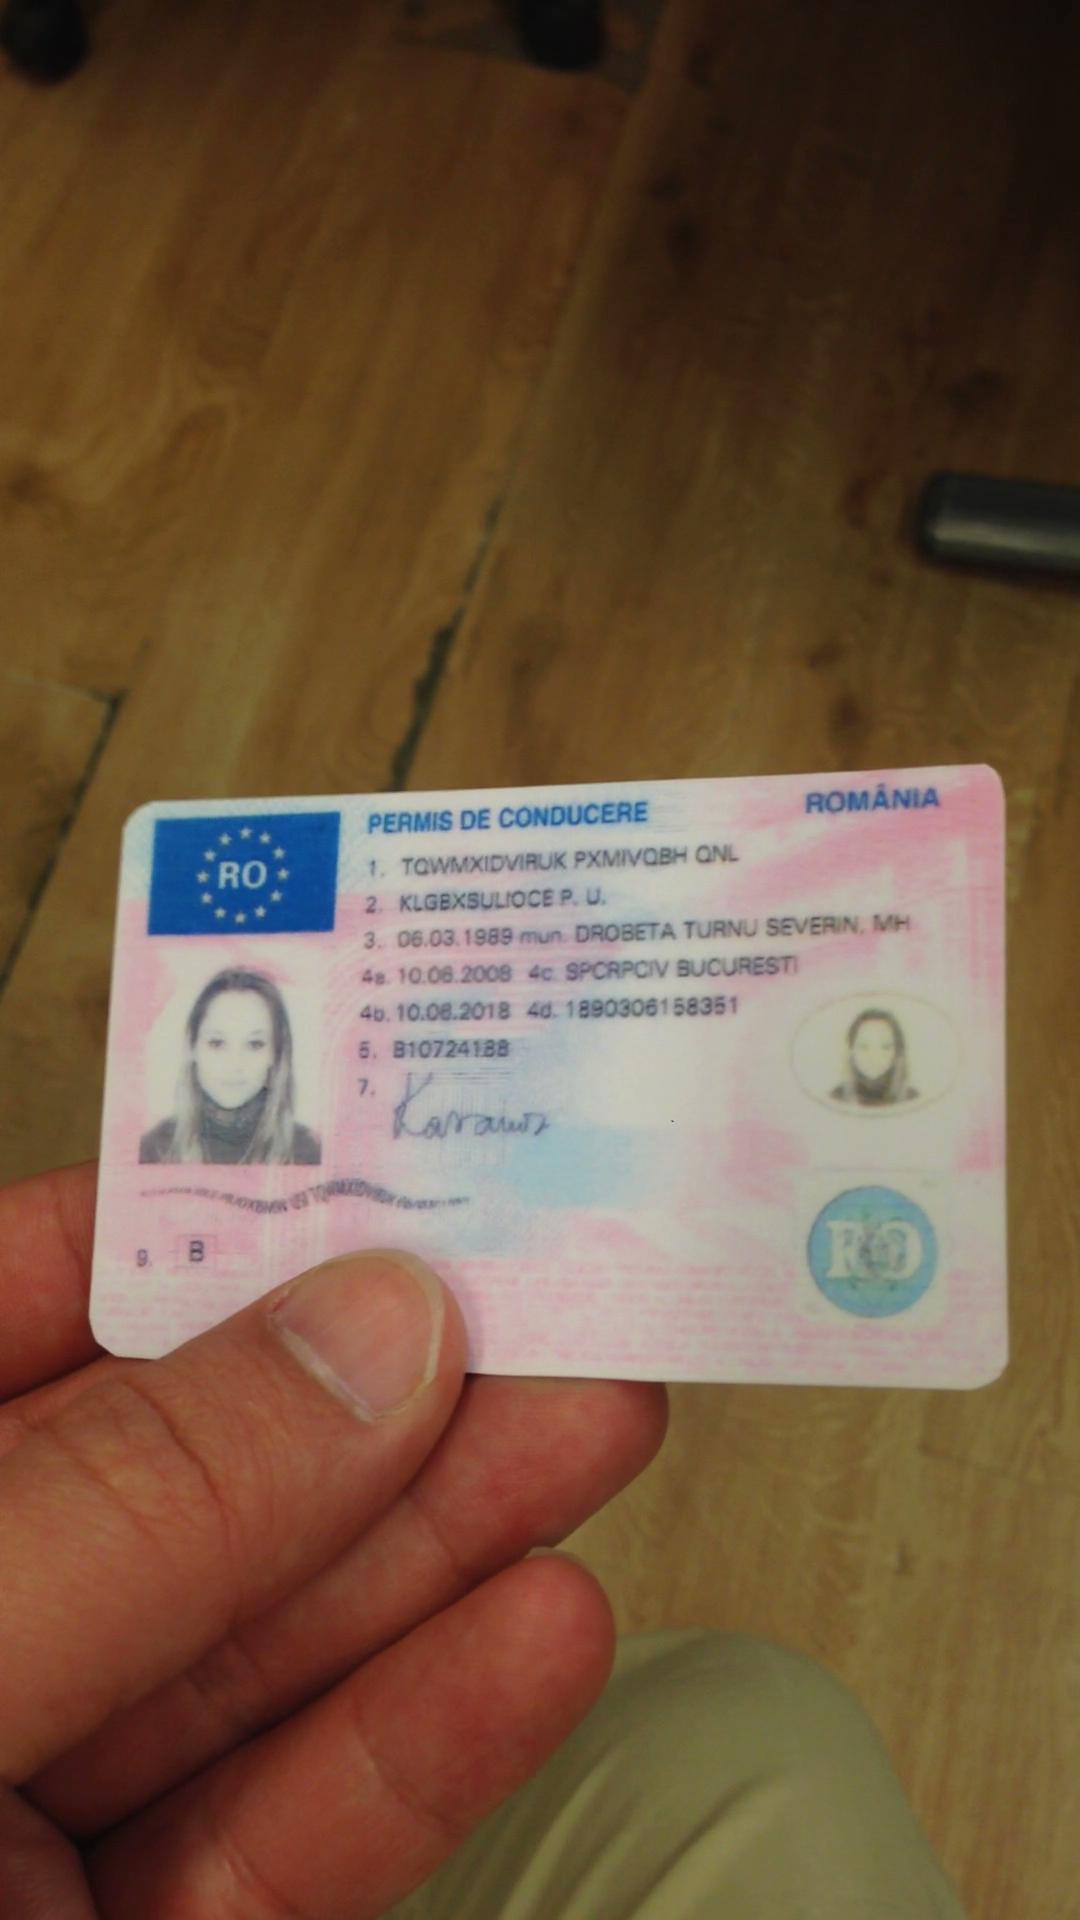 RO
PERMIS DE CONDUCERE ROMÂNIA
1. TQWMXIDVIRUK PXMIVQBH QNL
2. KLGBXSULIOCE P. U.
3. 06.03.1989 mun. DROBETA TURNU SEVERIN, MH
4a. 10.06.2008 4c. SPCRPCIV BUCURESTI
4b. 10.06.2018 4d. 1890306158351
5. B10724188
7.
9. B
RO